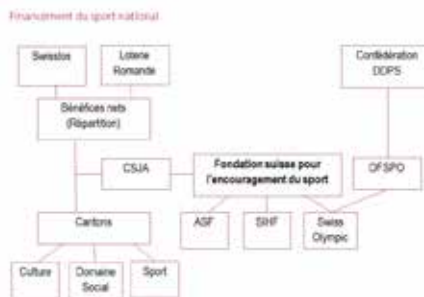 Financement du sport national
Swisslos
Loterie
Romande
Confédération
DDPS
Bénéfices nets
(Répartition)
CSJA
Fondation suisse pour
l'encouragement du sport
OFSPO
Cantons
ASF
SIHF
Swiss
Olympic
Culture
Domaine
Social
Sport